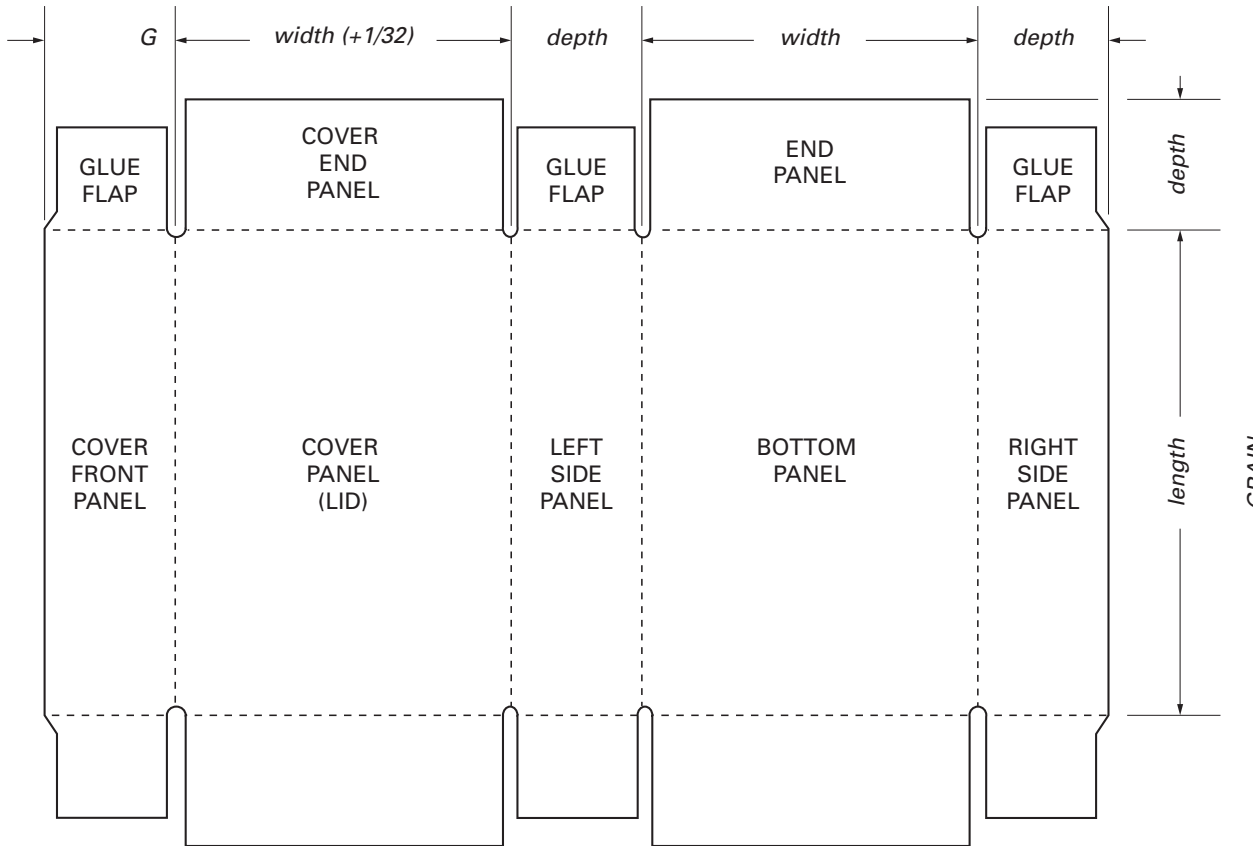 G
width (+1/32)
depth
width
depth
GLUE
FLAP
COVER
END
PANEL
GLUE
FLAP
END
PANEL
GLUE
FLAP
depth
COVER
FRONT
PANEL
COVER
PANEL
(LID)
LEFT
SIDE
PANEL
BOTTOM
PANEL
RIGHT
SIDE
PANEL
length
GRAIN